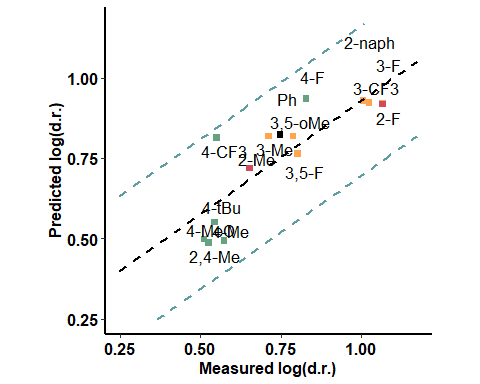 2-naph
3-F
4-F
3-CF3
Ph
2-F
3,5-oMe
4-CF3
3-Me
2-Me
3,5-F
4-tBu
4-MeO
4-Me
2,4-Me
1.00
0.75
0.50
0.25
0.25
0.50
0.75
1.00
Predicted log(d.r.)
Measured log(d.r.)